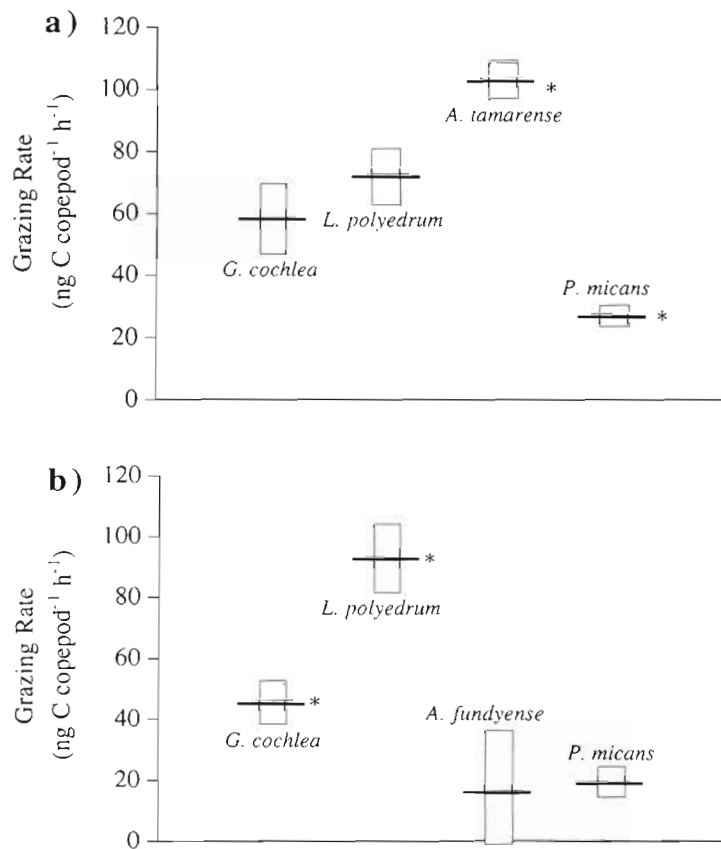 a)
120
100
80
60
40
20
0
Grazing Rate
(ng C copepod⁻¹ h⁻¹)
*
A. tamarense
L. polyedrum
G. cochlea
P. micans
*
b)
120
100
80
60
40
20
0
Grazing Rate
(ng C copepod⁻¹ h⁻¹)
*
L. polyedrum
*
G. cochlea
A. fundyense
P. micans